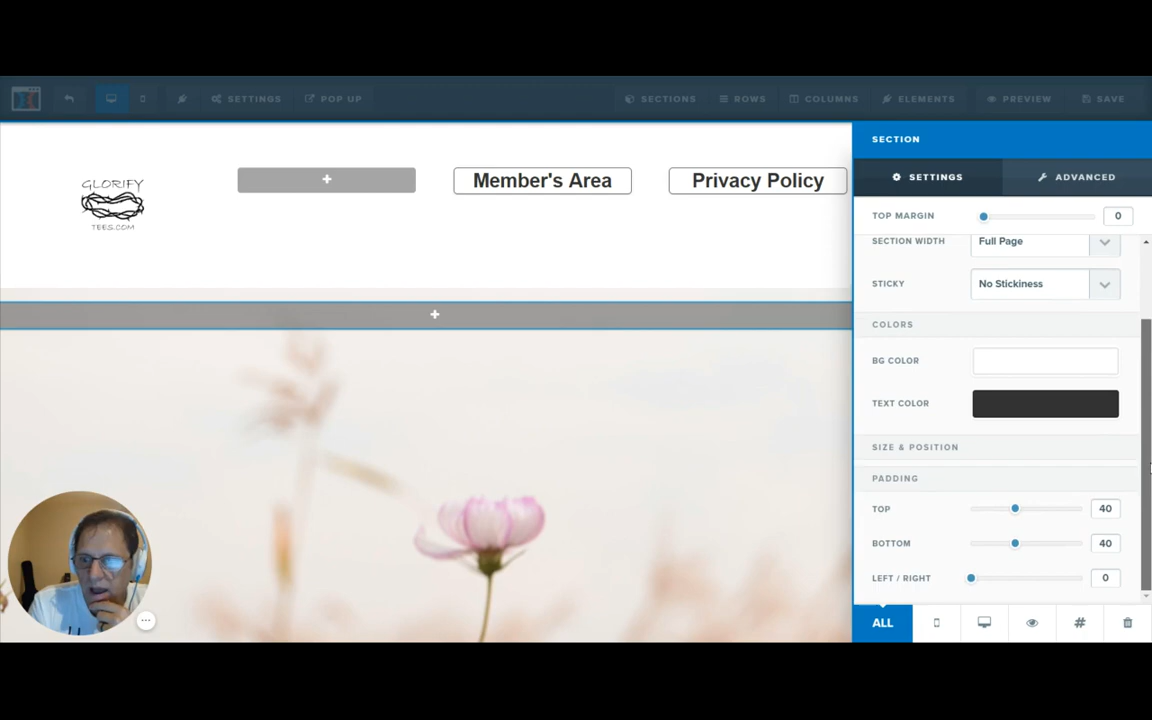 SETTINGS
POP UP
SECTIONS
ROWS
COLUMNS
ELEMENTS
PREVIEW
SAVE
GLORIFY
TEES.COM
+
Member's Area
Privacy Policy
+
SECTION
SETTINGS
ADVANCED
TOP MARGIN
0
SECTION WIDTH
Full Page
STICKY
No Stickiness
COLORS
BG COLOR
TEXT COLOR
SIZE & POSITION
PADDING
TOP
40
BOTTOM
40
LEFT / RIGHT
0
ALL
#